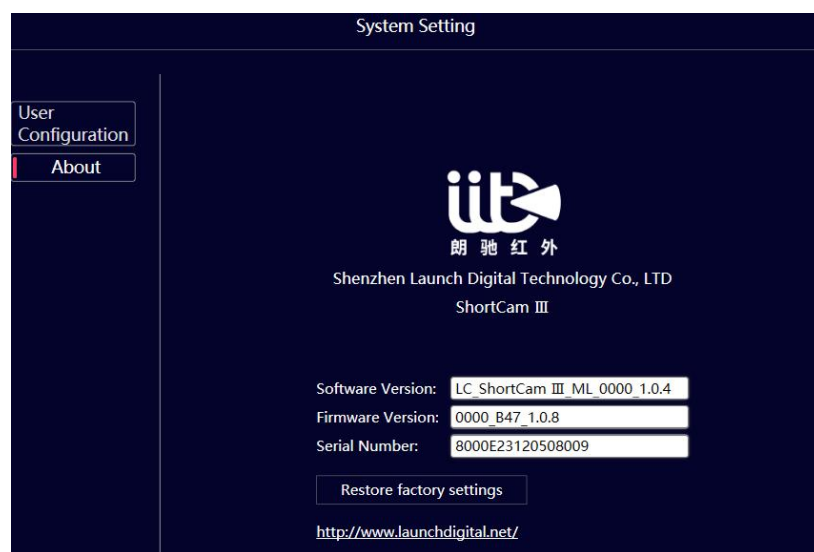 System Setting
User
Configuration
About
iit
朗驰红外
Shenzhen Launch Digital Technology Co., LTD
ShortCam Ⅲ
Software Version: LC_ShortCam Ⅲ_ML_0000_1.0.4
Firmware Version: 0000_B47_1.0.8
Serial Number: 8000E23120508009
Restore factory settings
http://www.launchdigital.net/